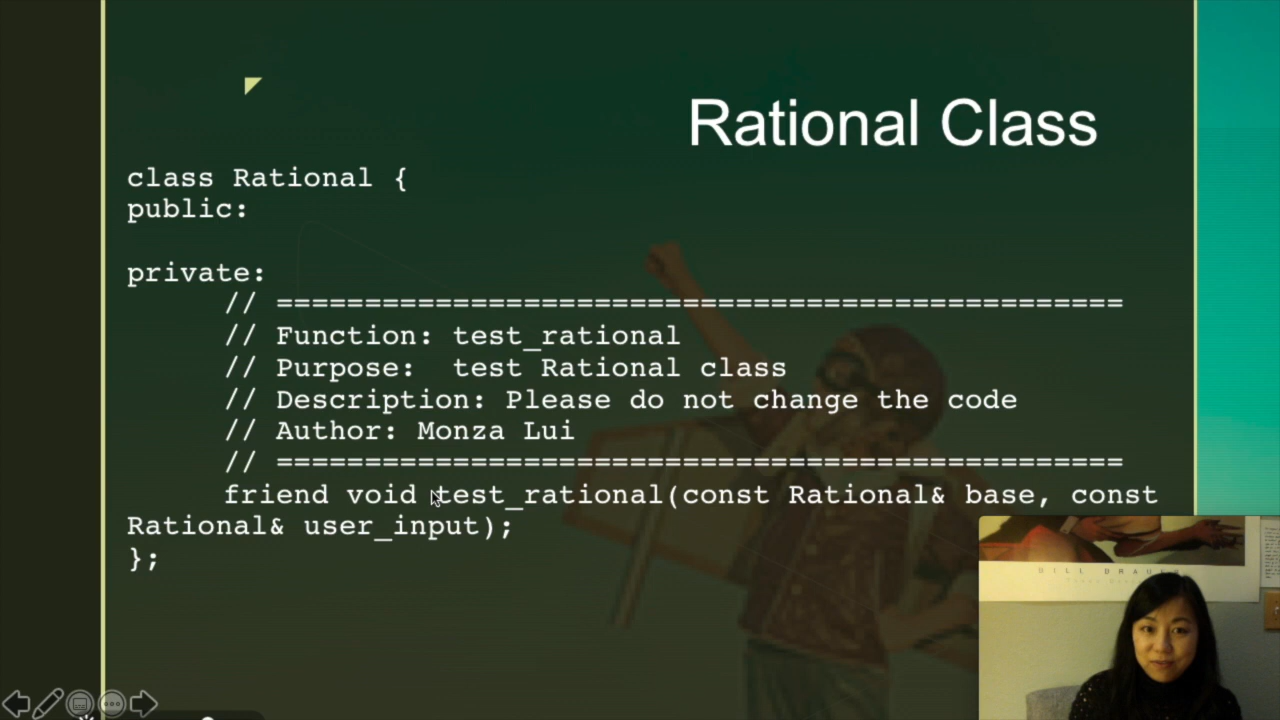 Rational Class
class Rational {
public:
private:
// ================================================
// Function: test_rational
// Purpose:  test Rational class
// Description: Please do not change the code
// Author: Monza Lui
// ================================================
friend void test_rational(const Rational& base, const
Rational& user_input);
};